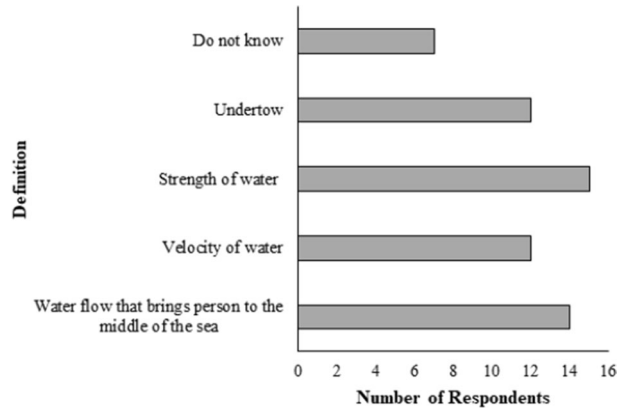 Do not know
Undertow
Strength of water
Velocity of water
Water flow that brings person to the
middle of the sea
Definition
0 2 4 6 8 10 12 14 16
Number of Respondents